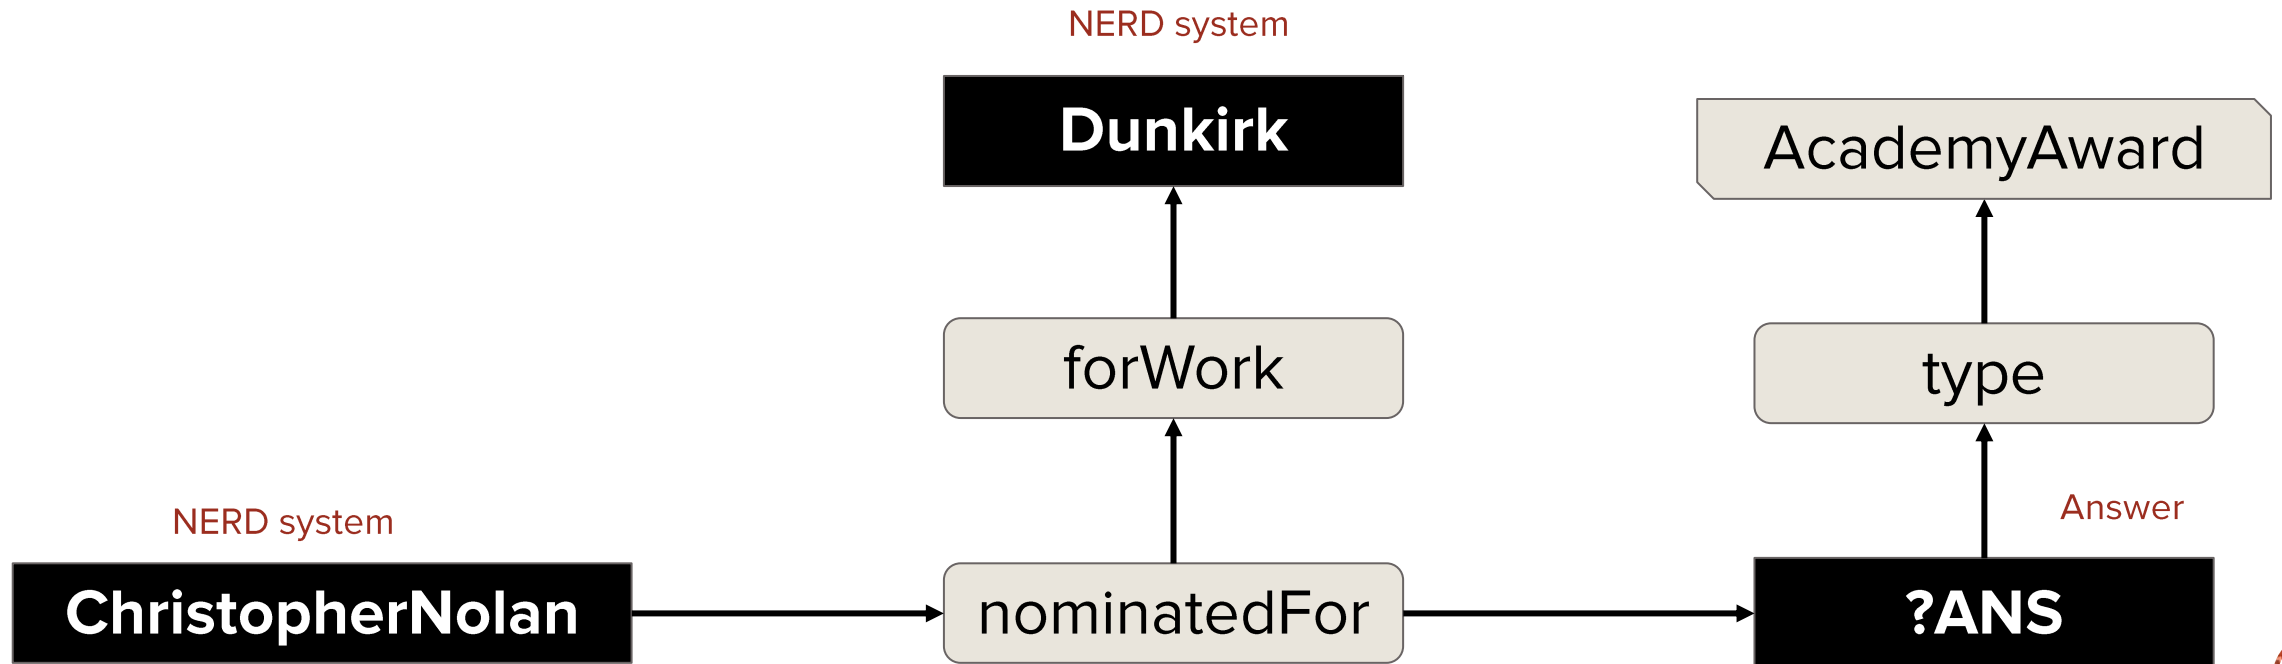 NERD system
Dunkirk
AcademyAward
forWork
type
NERD system
Answer
ChristopherNolan
nominatedFor
?ANS